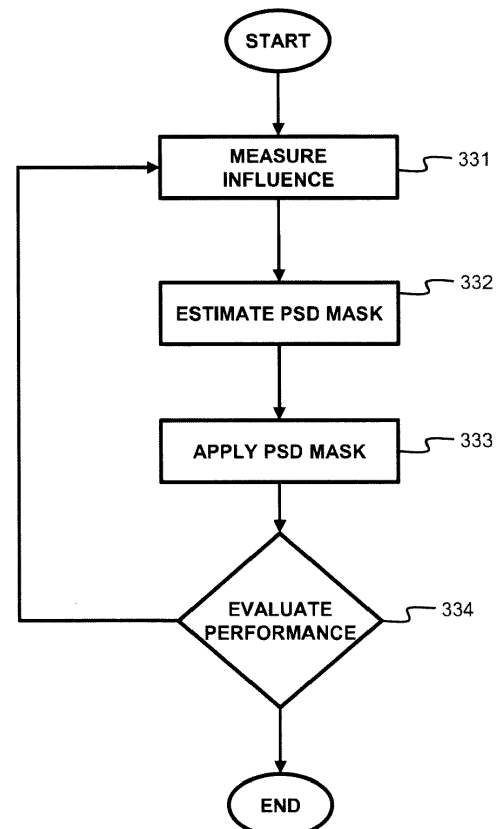 START
MEASURE
INFLUENCE
331
332
ESTIMATE PSD MASK
333
APPLY PSD MASK
EVALUATE
PERFORMANCE
334
END